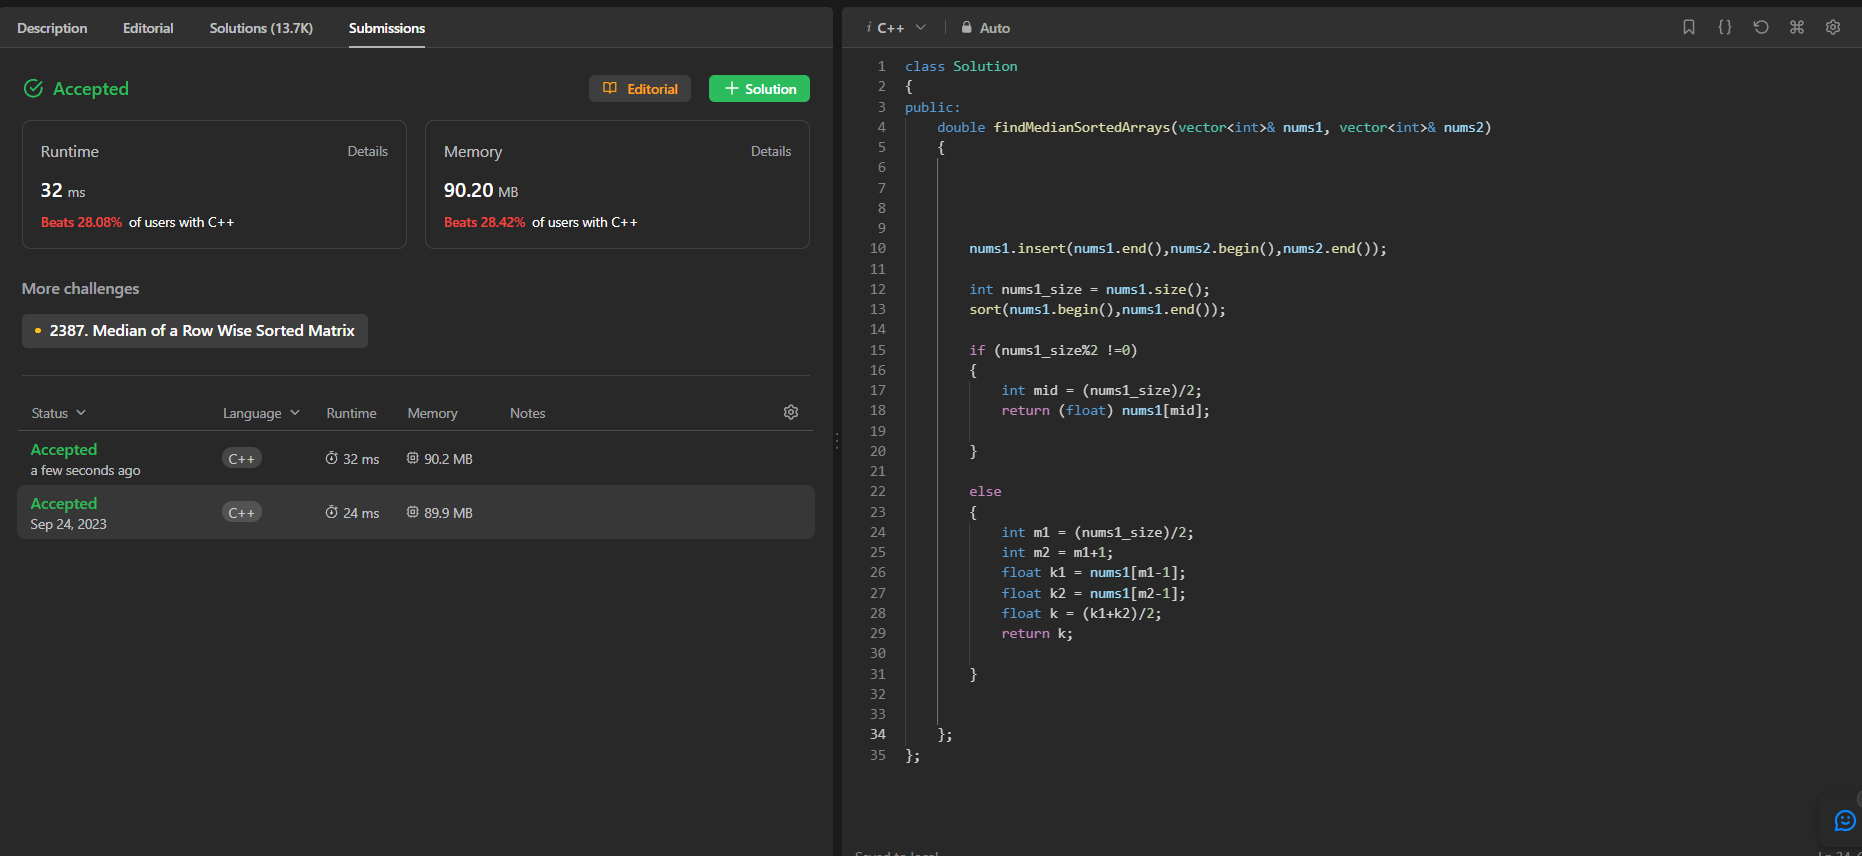 Description Editorial Solutions (13.7K) Submissions
Accepted Editorial + Solution
Runtime Details
32 ms
Beats 28.08% of users with C++
Memory Details
90.20 MB
Beats 28.42% of users with C++
More challenges
2387. Median of a Row Wise Sorted Matrix
Status Language Runtime Memory Notes
Accepted
a few seconds ago
C++ 32 ms 90.2 MB
Accepted
Sep 24, 2023
C++ 24 ms 89.9 MB
i C++ Auto
1 class Solution
2 {
3 public:
4 double findMedianSortedArrays(vector<int>& nums1, vector<int>& nums2)
5 {
6
7
8
9
10 nums1.insert(nums1.end(),nums2.begin(),nums2.end());
11
12 int nums1_size = nums1.size();
13 sort(nums1.begin(),nums1.end());
14
15 if (nums1_size%2 !=0)
16 {
17 int mid = (nums1_size)/2;
18 return (float) nums1[mid];
19
20 }
21
22 else
23 {
24 int m1 = (nums1_size)/2;
25 int m2 = m1+1;
26 float k1 = nums1[m1-1];
27 float k2 = nums1[m2-1];
28 float k = (k1+k2)/2;
29 return k;
30
31 }
32
33
34 };
35 };
Saved to local